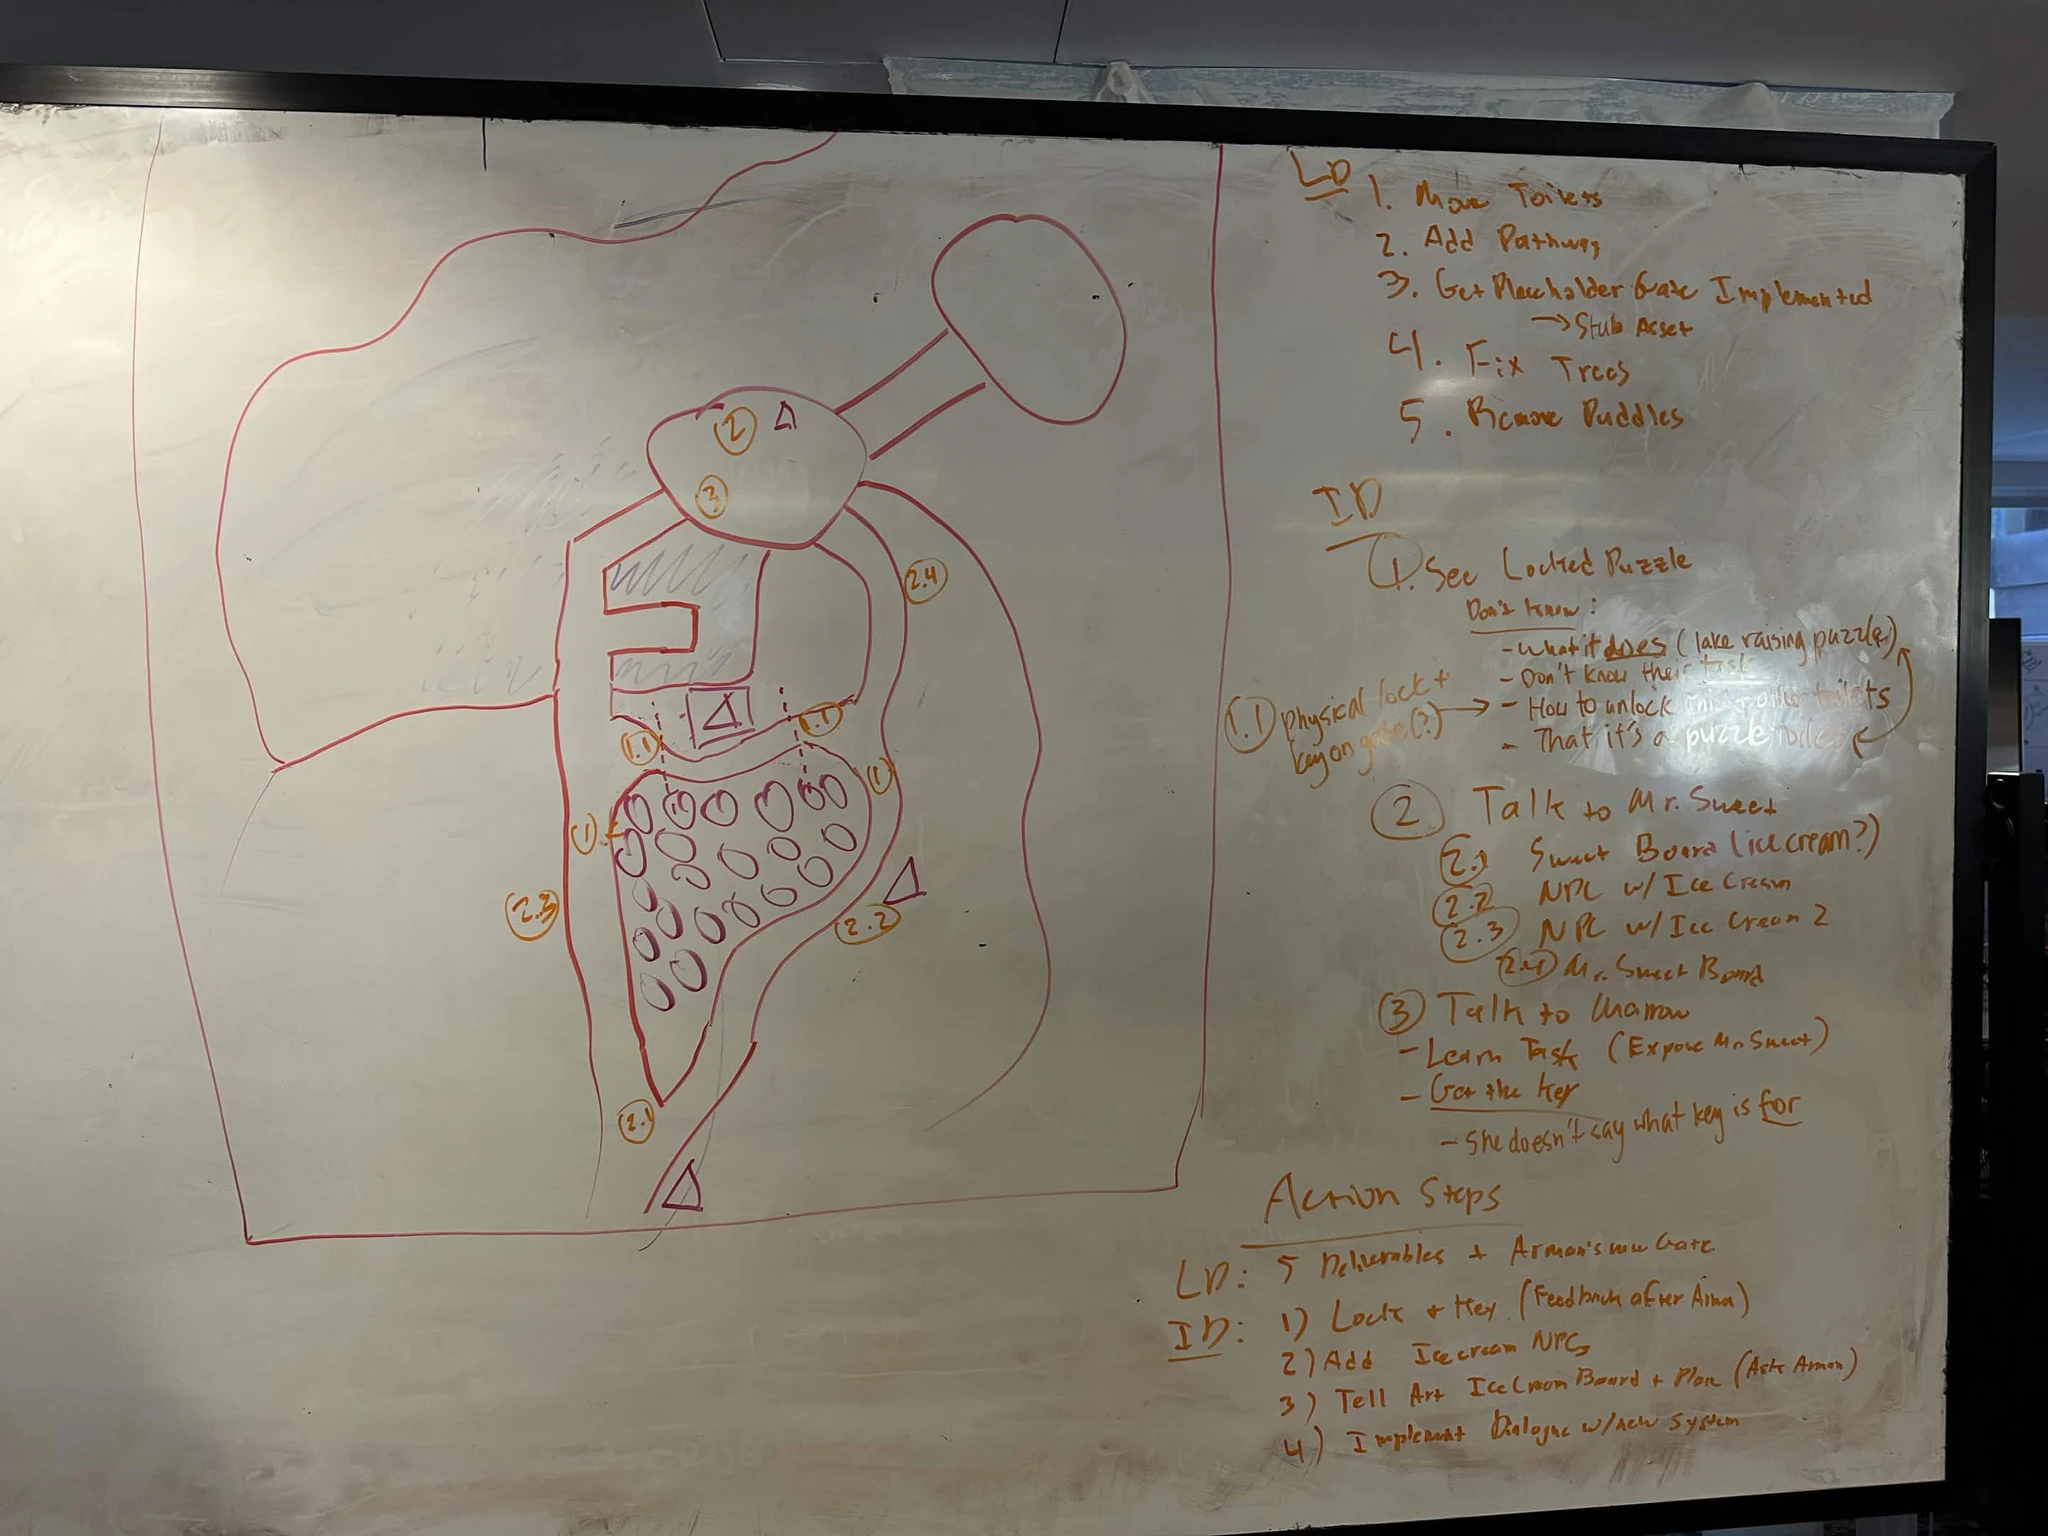 LD
1. Move Toilets
2. Add Pathway
3. Get Placeholder Gate Implemented
→ Stub Asset
4. Fix Trees
5. Remove Puddles
ID
1. See Locked Puzzle
Don't know:
- What it does (lake raising puzzle)
- Don't know their task
1.1 physical lock + key on gate(?) → - How to unlock toilets
- That it's a puzzle toilet
2 Talk to Mr. Sweet
2.1 Sweet Board (ice cream?)
2.2 NPC w/ Ice Cream
2.3 NPC w/ Ice Cream 2
2.4 Mr. Sweet Board
3 Talk to Marrow
- Learn Task (Expose Mr. Sweet)
- Get the Key
- She doesn't say what key is for
Action Steps
LD: 5 Deliverables + Arman's Gate
ID: 1) Lock + Key (Feedback after Arman)
2) Add Icecream NPCs
3) Tell Art Ice Cream Board + (Ask Arman)
4) Implement Dialogue w/new system
2
3
2.4
1.1
1.1
1
1
2.3
2.2
2.1